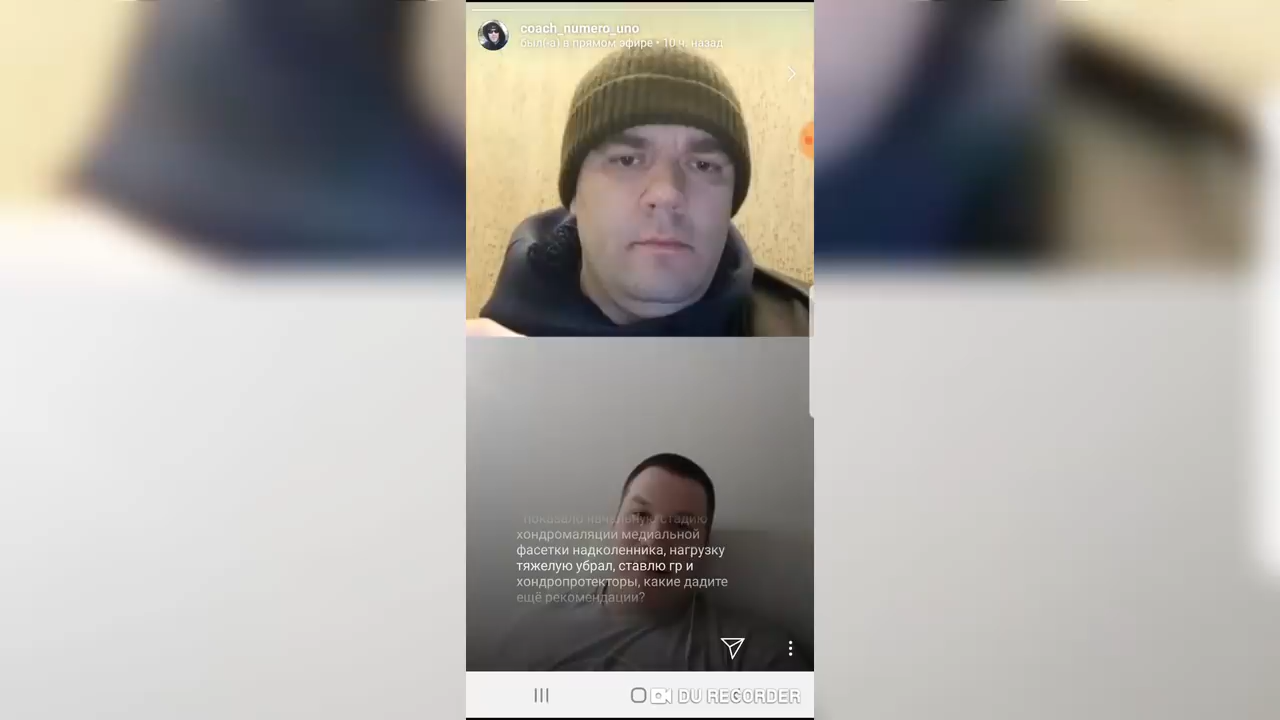 coach_numero_uno
был(-а) в прямом эфире • 10 ч. назад
показало начальную стадию
хондромаляции медиальной
фасетки надколенника, нагрузку
тяжелую убрал, ставлю гр и
хондропротекторы, какие дадите
ещё рекомендации?
DU RECORDER